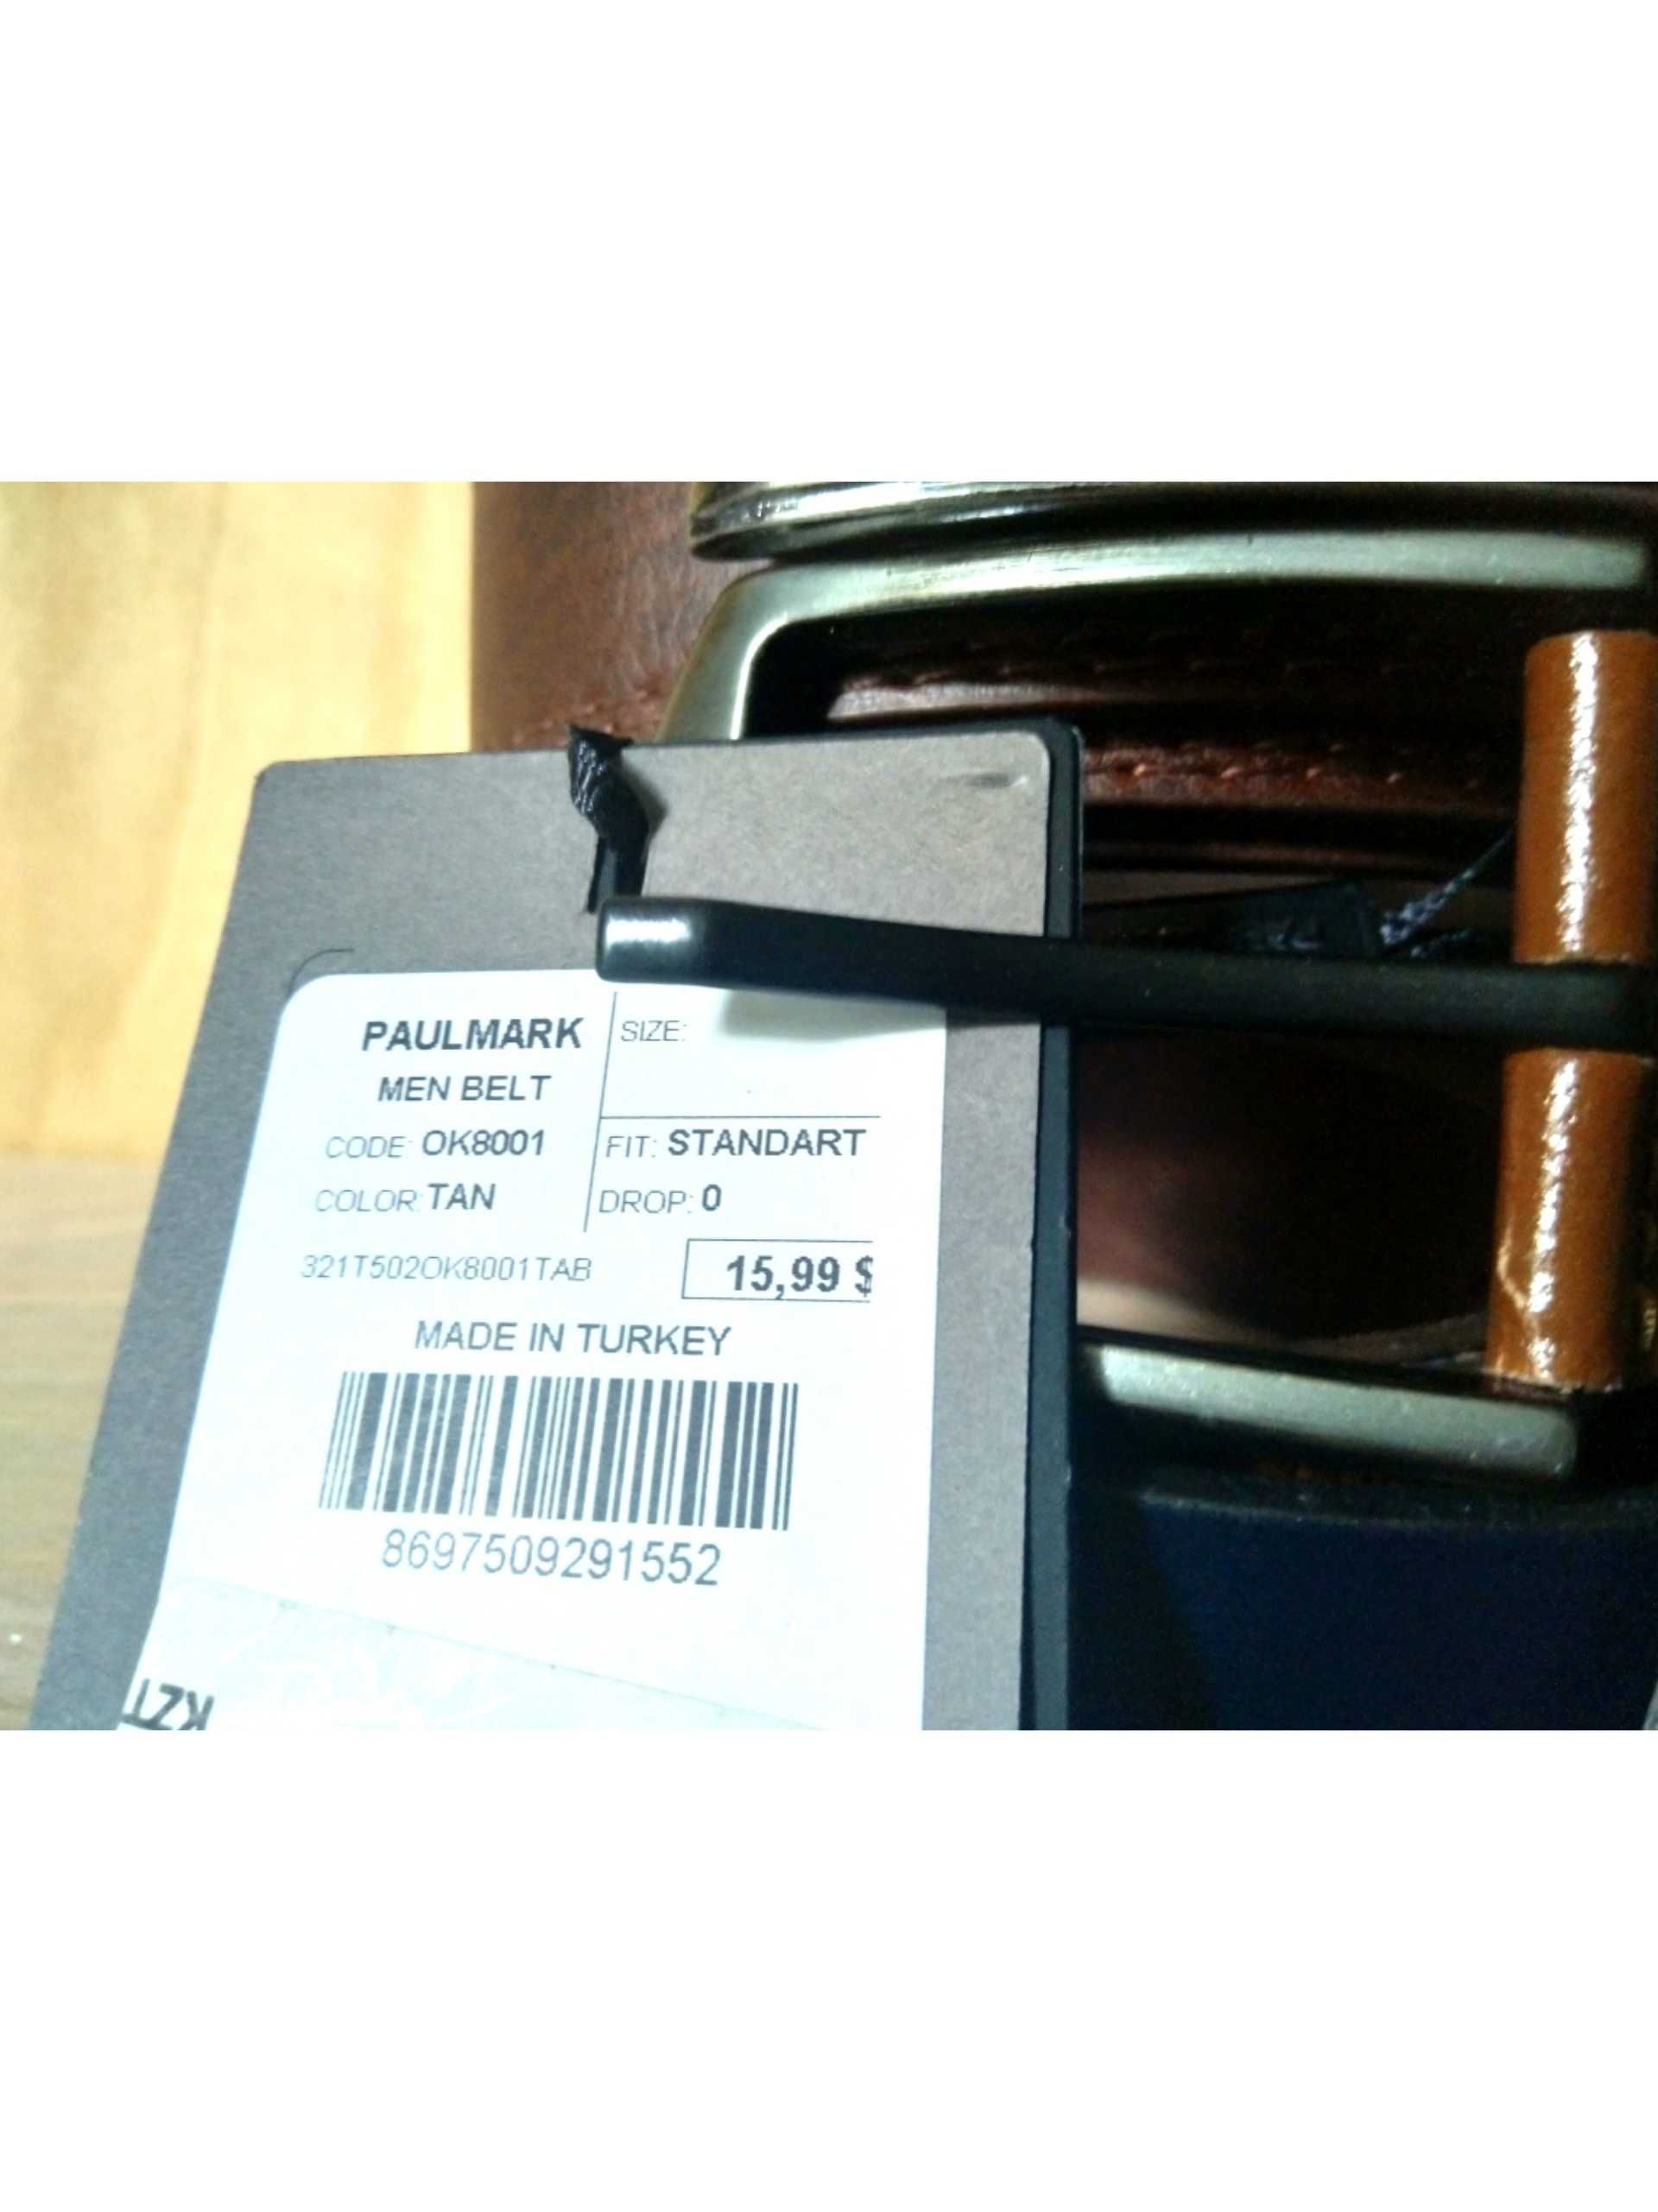 PAULMARK
MEN BELT
SIZE:
CODE: OK8001
FIT: STANDART
COLOR: TAN
DROP: 0
321T502OK8001TAB
15,99 $
MADE IN TURKEY
8697509291552
KZT